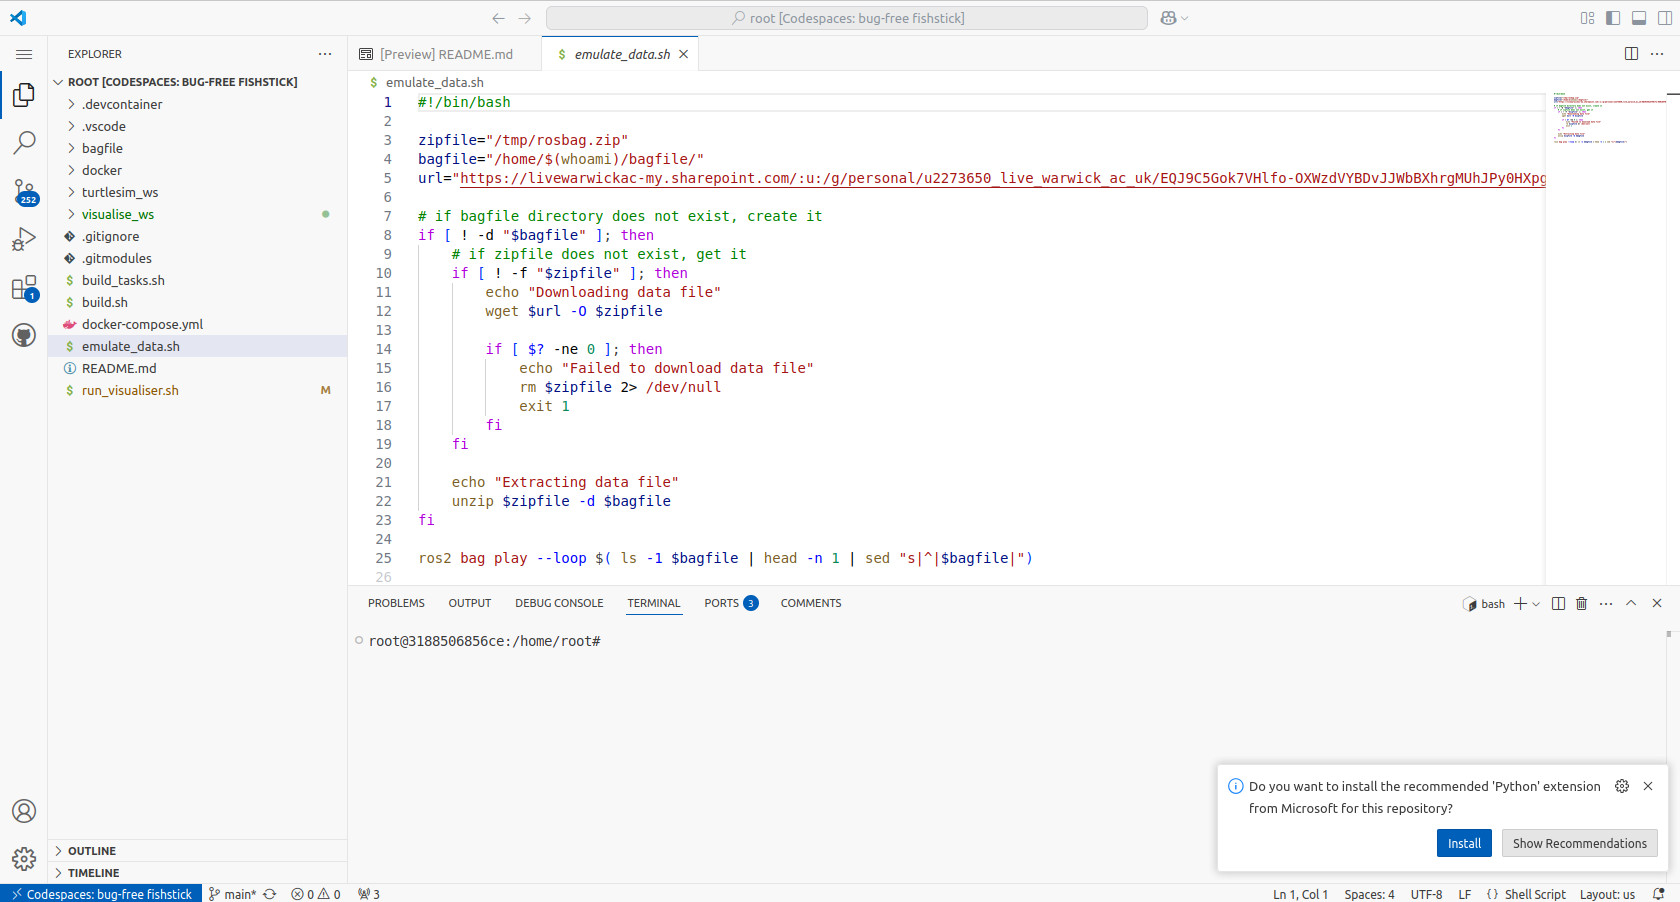 root [Codespaces: bug-free fishstick]
EXPLORER
ROOT [CODESPACES: BUG-FREE FISHSTICK]
.devcontainer
.vscode
bagfile
docker
turtlesim_ws
visualise_ws
.gitignore
.gitmodules
build_tasks.sh
build.sh
docker-compose.yml
emulate_data.sh
README.md
run_visualiser.sh M
252
1
OUTLINE
TIMELINE
[Preview] README.md
emulate_data.sh
emulate_data.sh
1 #!/bin/bash
2
3 zipfile="/tmp/rosbag.zip"
4 bagfile="/home/$(whoami)/bagfile/"
5 url="https://livewarwickac-my.sharepoint.com/:u:/g/personal/u2273650_live_warwick_ac_uk/EQJ9C5Gok7VHlfo-OXWzdVYBDvJJWbBXhrgMUhJPy0HXpg
6
7 # if bagfile directory does not exist, create it
8 if [ ! -d "$bagfile" ]; then
9 # if zipfile does not exist, get it
10 if [ ! -f "$zipfile" ]; then
11 echo "Downloading data file"
12 wget $url -O $zipfile
13
14 if [ $? -ne 0 ]; then
15 echo "Failed to download data file"
16 rm $zipfile 2> /dev/null
17 exit 1
18 fi
19 fi
20
21 echo "Extracting data file"
22 unzip $zipfile -d $bagfile
23 fi
24
25 ros2 bag play --loop $( ls -1 $bagfile | head -n 1 | sed "s|^|$bagfile|")
26
PROBLEMS OUTPUT DEBUG CONSOLE TERMINAL PORTS 3 COMMENTS
bash
root@3188506856ce:/home/root#
Do you want to install the recommended 'Python' extension
from Microsoft for this repository?
Install Show Recommendations
Codespaces: bug-free fishstick main* 0 0 3
Ln 1, Col 1 Spaces: 4 UTF-8 LF {} Shell Script Layout: us